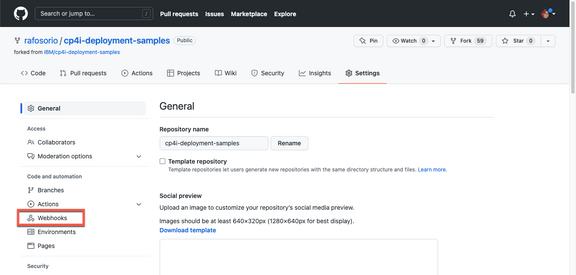 Search or jump to...
/
Pull requests Issues Marketplace Explore
rafosorio/cp4i-deployment-samples Public
forked from IBM/cp4i-deployment-samples
Pin Watch 0 Fork 59 Star 0
Code Pull requests Actions Projects Wiki Security Insights Settings
General
Access
Collaborators
Moderation options
Code and automation
Branches
Actions
Webhooks
Environments
Pages
Security
General
Repository name
cp4i-deployment-samples Rename
Template repository
Template repositories let users generate new repositories with the same directory structure and files. Learn more.
Social preview
Upload an image to customize your repository's social media preview.
Images should be at least 640×320px (1280×640px for best display).
Download template